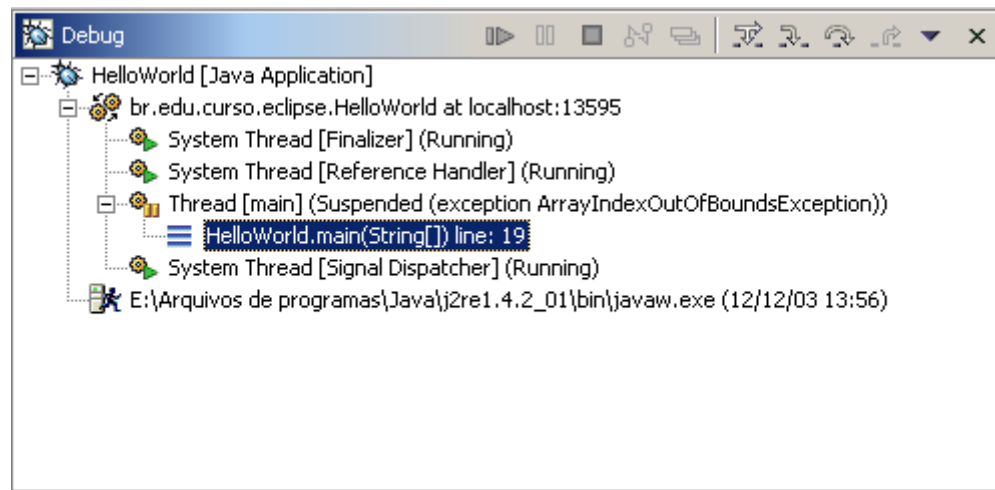 Debug
HelloWorld [Java Application]
br.edu.curso.eclipse.HelloWorld at localhost:13595
System Thread [Finalizer] (Running)
System Thread [Reference Handler] (Running)
Thread [main] (Suspended (exception ArrayIndexOutOfBoundsException))
HelloWorld.main(String[]) line: 19
System Thread [Signal Dispatcher] (Running)
E:\Arquivos de programas\Java\j2re1.4.2_01\bin\javaw.exe (12/12/03 13:56)